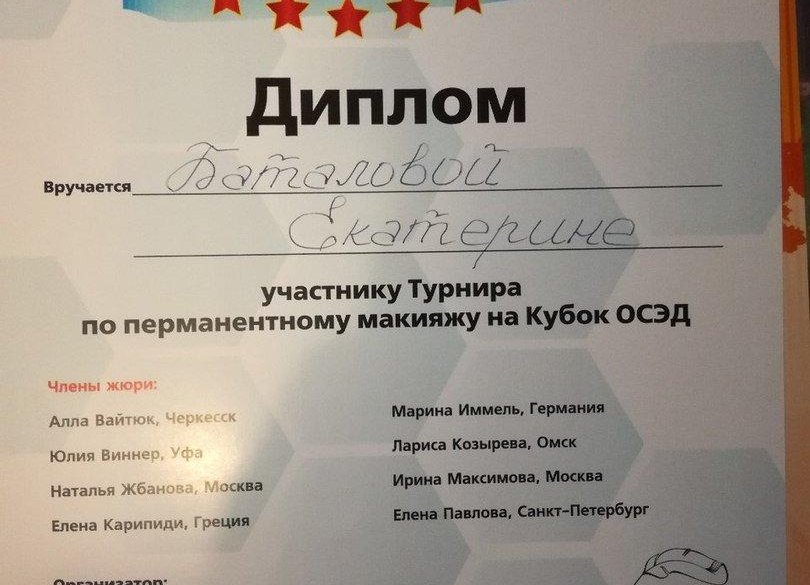 Диплом
Вручается Баталовой
Екатерине
участнику Турнира
по перманентному макияжу на Кубок ОСЭД
Члены жюри:
Алла Вайтюк, Черкесск
Юлия Виннер, Уфа
Наталья Жбанова, Москва
Елена Карипиди, Греция
Марина Иммель, Германия
Лариса Козырева, Омск
Ирина Максимова, Москва
Елена Павлова, Санкт-Петербург
Организатор: